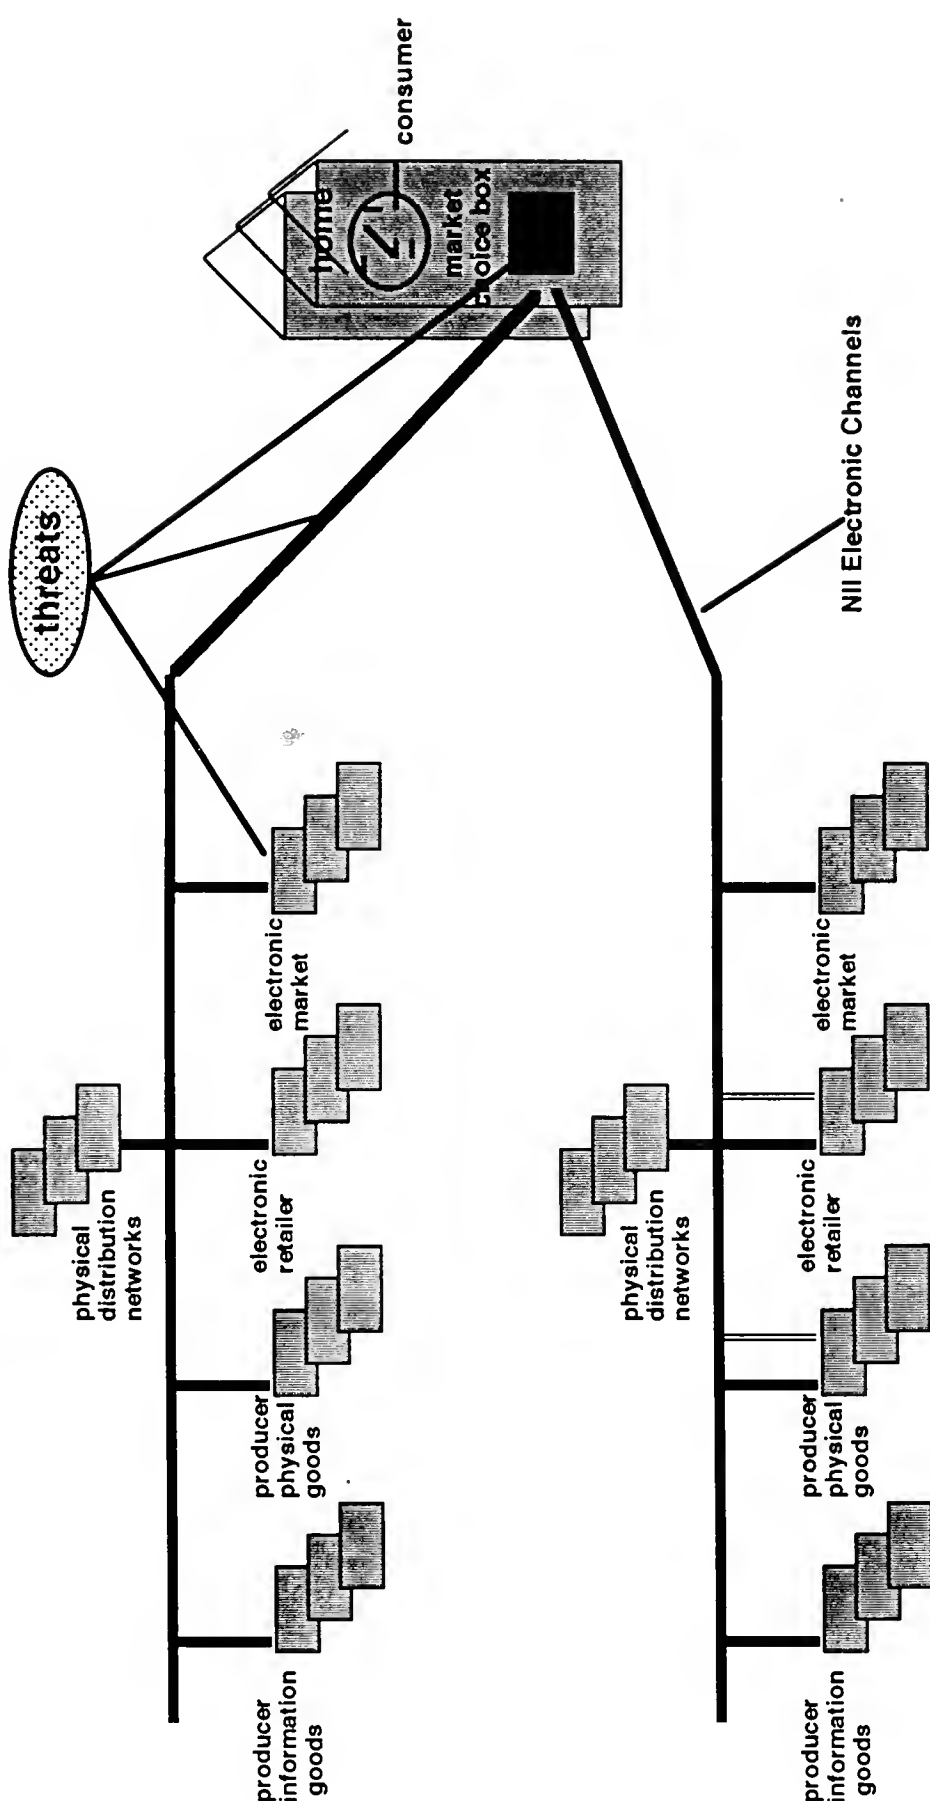 threats
consumer
home
market
choice box
NII Electronic Channels
physical
distribution
networks
producer
information
goods
producer
physical
goods
electronic
retailer
electronic
market
physical
distribution
networks
producer
information
goods
producer
physical
goods
electronic
retailer
electronic
market